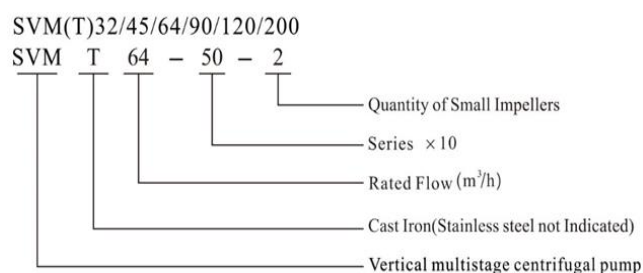 SVM(T)32/45/64/90/120/200
SVM T 64 - 50 - 2
Quantity of Small Impellers
Series ×10
Rated Flow (m³/h)
Cast Iron(Stainless steel not Indicated)
Vertical multistage centrifugal pump